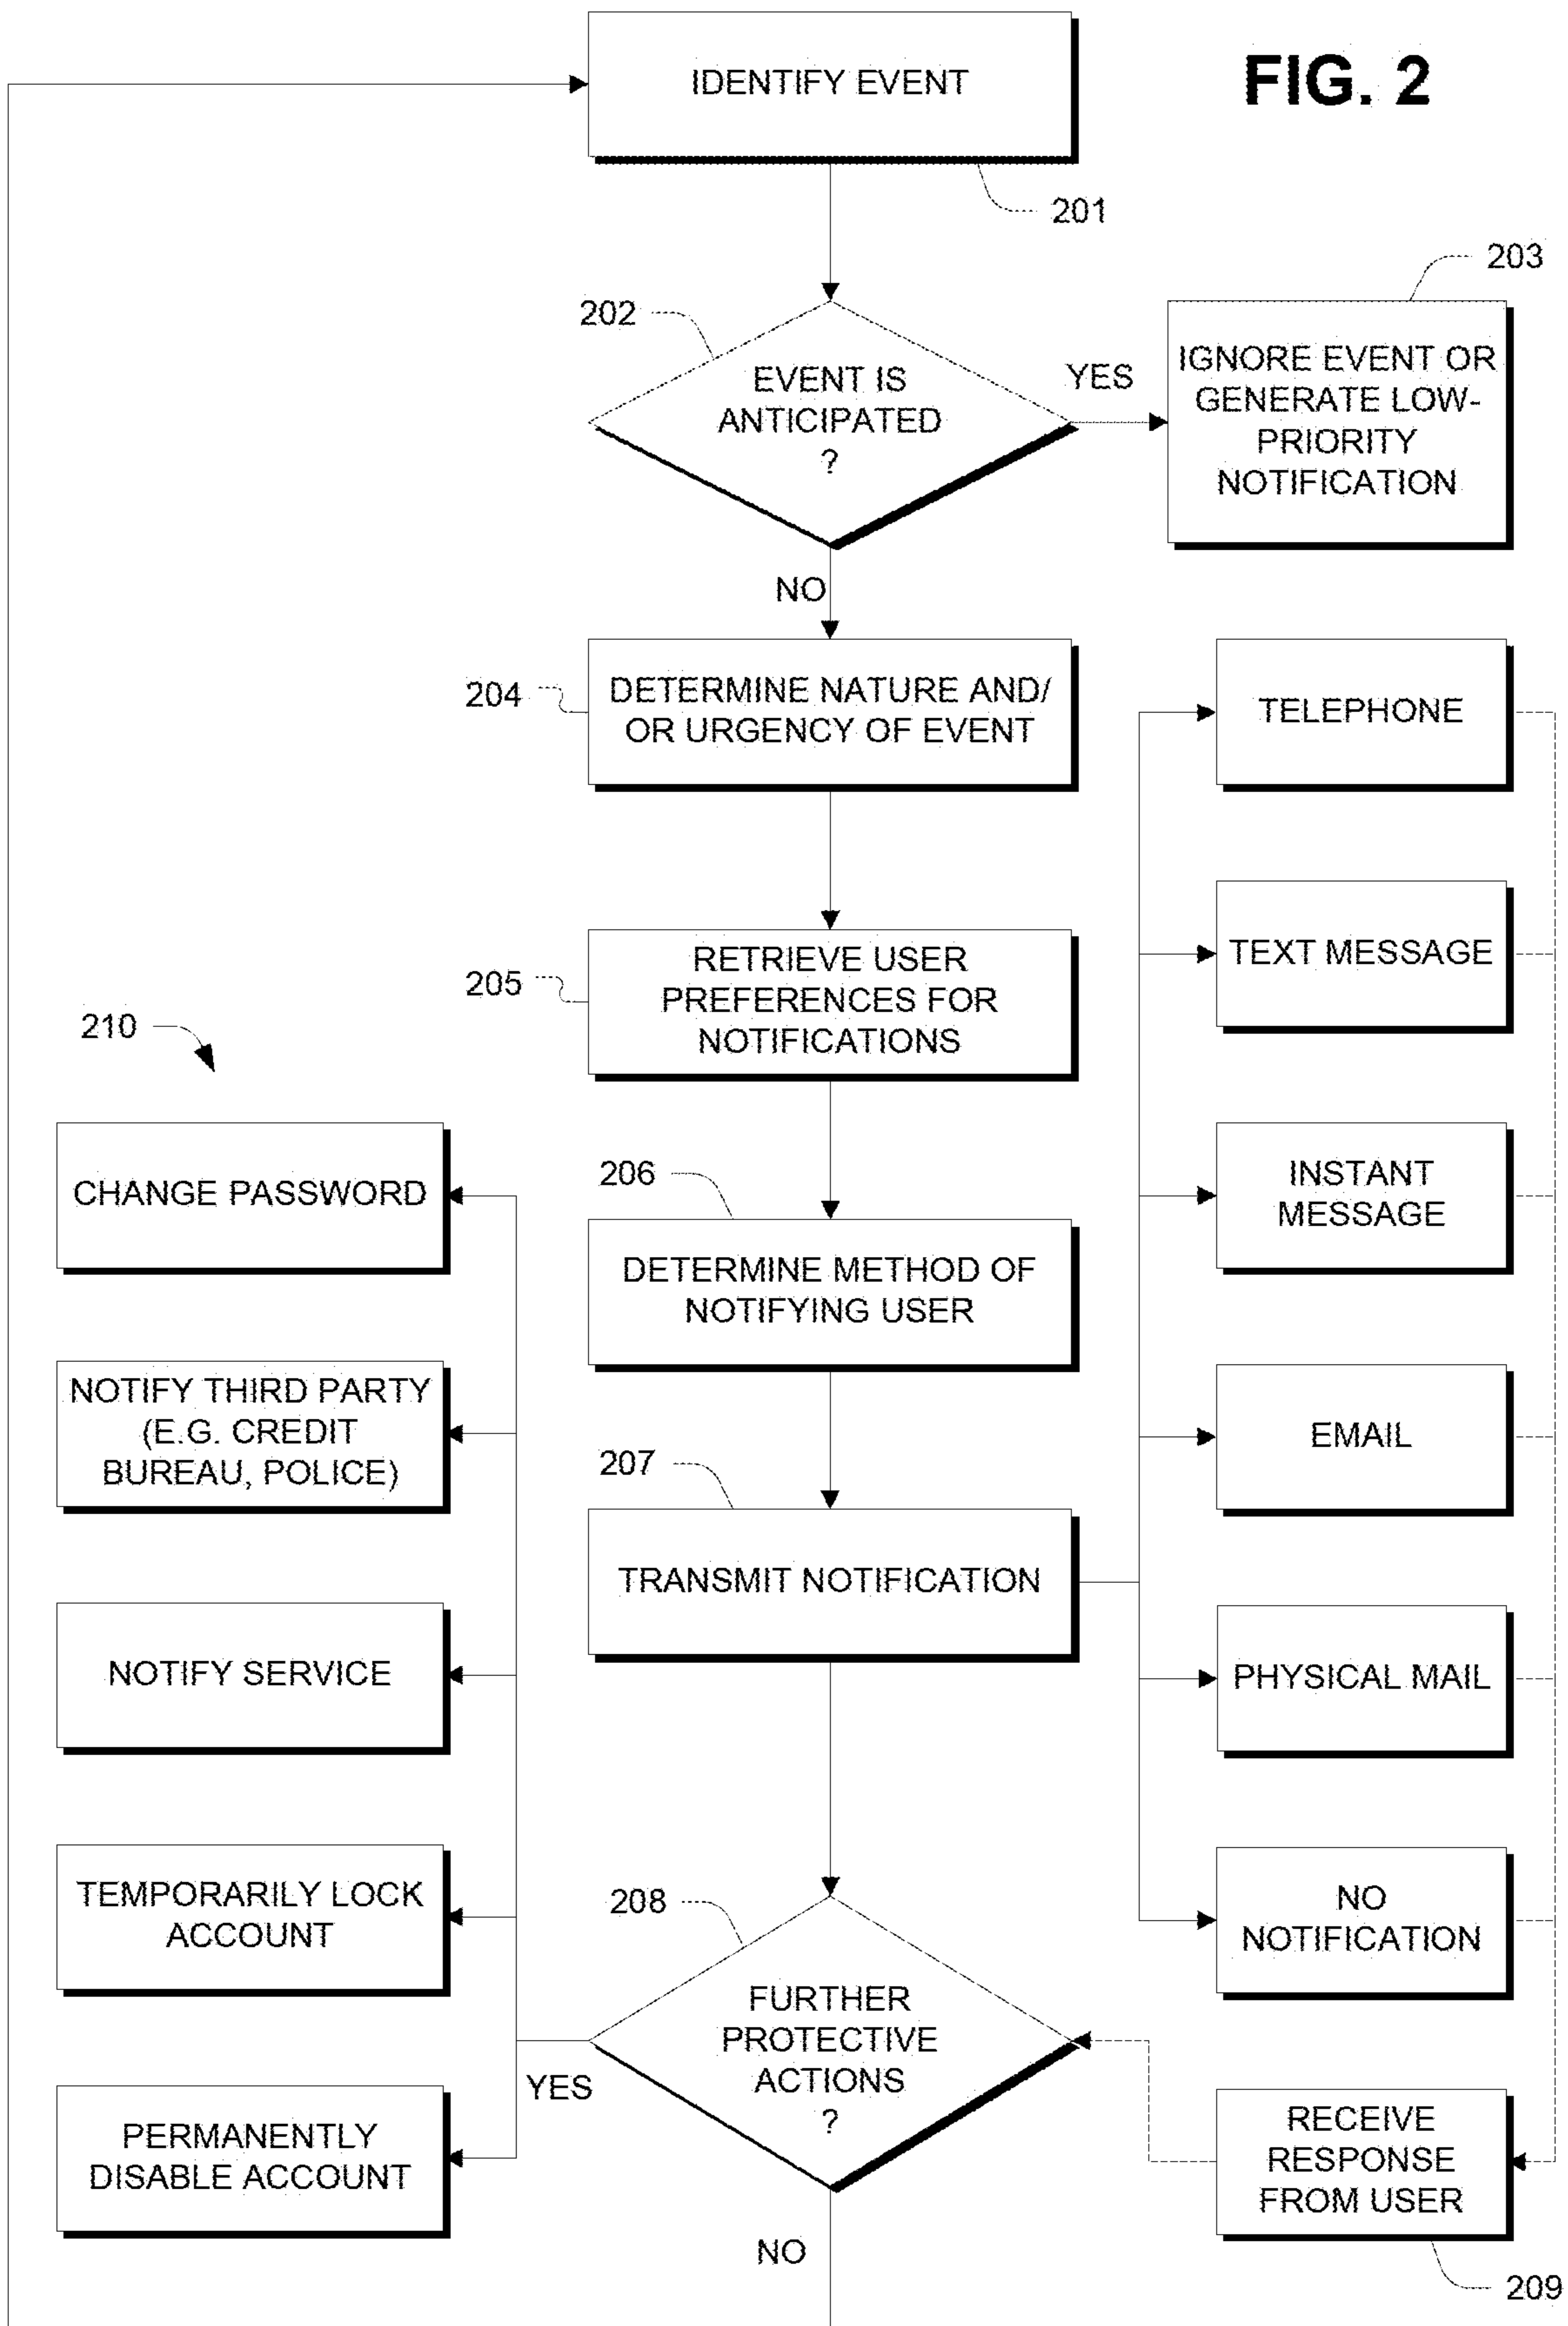 FIG. 2
IDENTIFY EVENT
201
202
EVENT IS
ANTICIPATED
?
YES
203
IGNORE EVENT OR
GENERATE LOW-
PRIORITY
NOTIFICATION
NO
204
DETERMINE NATURE AND/
OR URGENCY OF EVENT
TELEPHONE
205
RETRIEVE USER
PREFERENCES FOR
NOTIFICATIONS
TEXT MESSAGE
210
CHANGE PASSWORD
206
DETERMINE METHOD OF
NOTIFYING USER
INSTANT
MESSAGE
NOTIFY THIRD PARTY
(E.G. CREDIT
BUREAU, POLICE)
207
TRANSMIT NOTIFICATION
EMAIL
NOTIFY SERVICE
PHYSICAL MAIL
TEMPORARILY LOCK
ACCOUNT
208
FURTHER
PROTECTIVE
ACTIONS
?
NO
NOTIFICATION
YES
PERMANENTLY
DISABLE ACCOUNT
RECEIVE
RESPONSE
FROM USER
NO
209